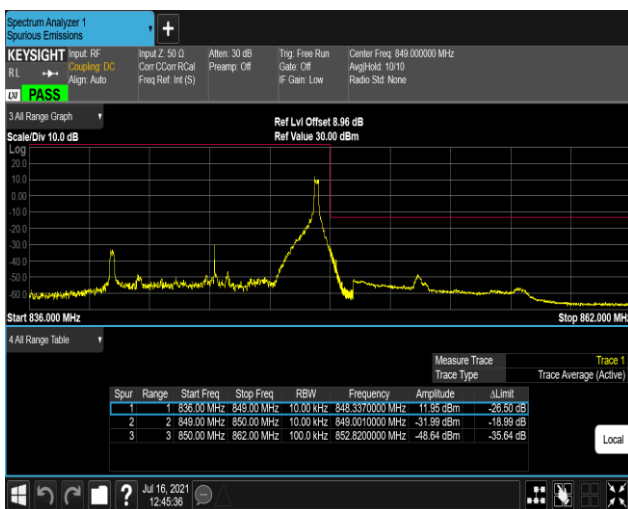 Spectrum Analyzer 1
Spurious Emissions
KEYSIGHT Input: RF Input Z: 50 Ω Atten: 30 dB Trig: Free Run Center Freq: 849.000000 MHz
RL Coupling: DC Corr CCorr RCal Preamp: Off Gate: Off Avg|Hold: 10/10
Align: Auto Freq Ref: Int (S) IF Gain: Low Radio Std: None
LXI PASS
3 All Range Graph
Ref Lvl Offset 8.96 dB
Scale/Div 10.0 dB Ref Value 30.00 dBm
Log
20.0
10.0
0.00
-10.0
-20.0
-30.0
-40.0
-50.0
-60.0
Start 836.000 MHz Stop 862.000 MHz
4 All Range Table
Measure Trace Trace 1
Trace Type Trace Average (Active)
Spur Range Start Freq Stop Freq RBW Frequency Amplitude ΔLimit
1 1 836.00 MHz 849.00 MHz 10.00 kHz 848.3370000 MHz 11.95 dBm -26.50 dB
2 2 849.00 MHz 850.00 MHz 10.00 kHz 849.0010000 MHz -31.99 dBm -18.99 dB
3 3 850.00 MHz 862.00 MHz 100.0 kHz 852.8200000 MHz -48.64 dBm -35.64 dB
Local
? Jul 16, 2021
12:45:36